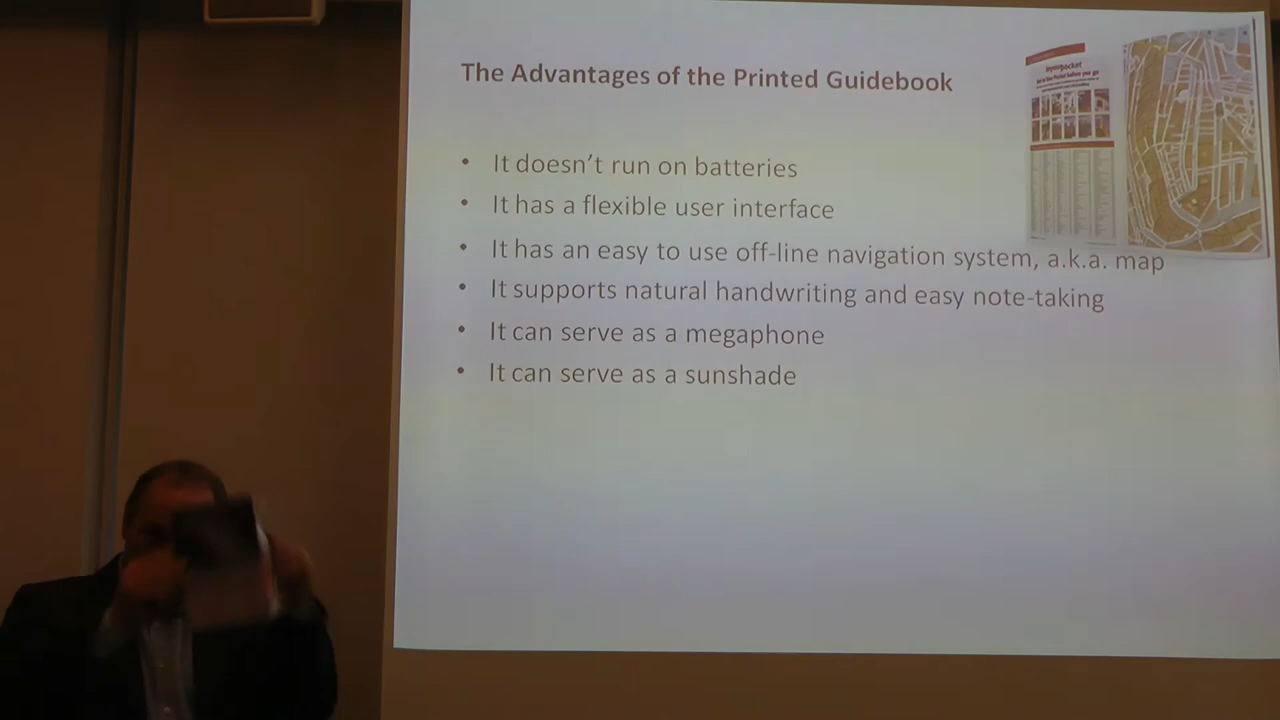 The Advantages of the Printed Guidebook
• It doesn’t run on batteries
• It has a flexible user interface
• It has an easy to use off-line navigation system, a.k.a. map
• It supports natural handwriting and easy note-taking
• It can serve as a megaphone
• It can serve as a sunshade